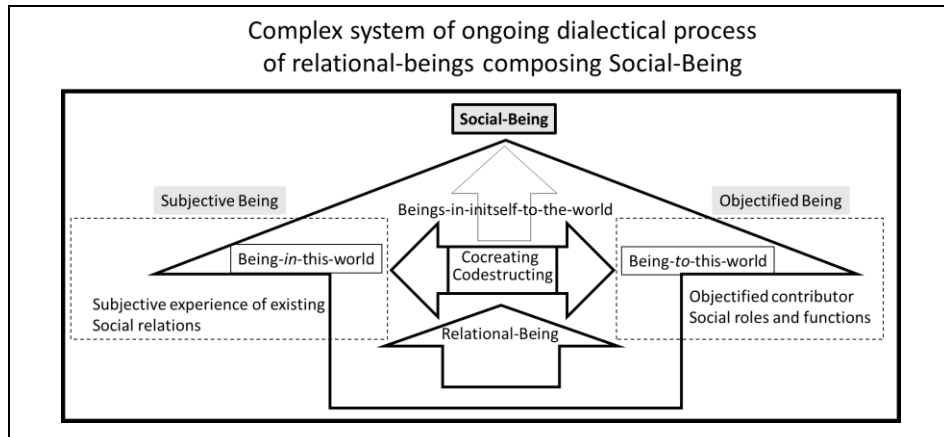 Complex system of ongoing dialectical process
of relational-beings composing Social-Being
Social-Being
Subjective Being
Objectified Being
Beings-in-initself-to-the-world
Being-in-this-world
Cocreating
Codestructing
Being-to-this-world
Subjective experience of existing
Social relations
Objectified contributor
Social roles and functions
Relational-Being